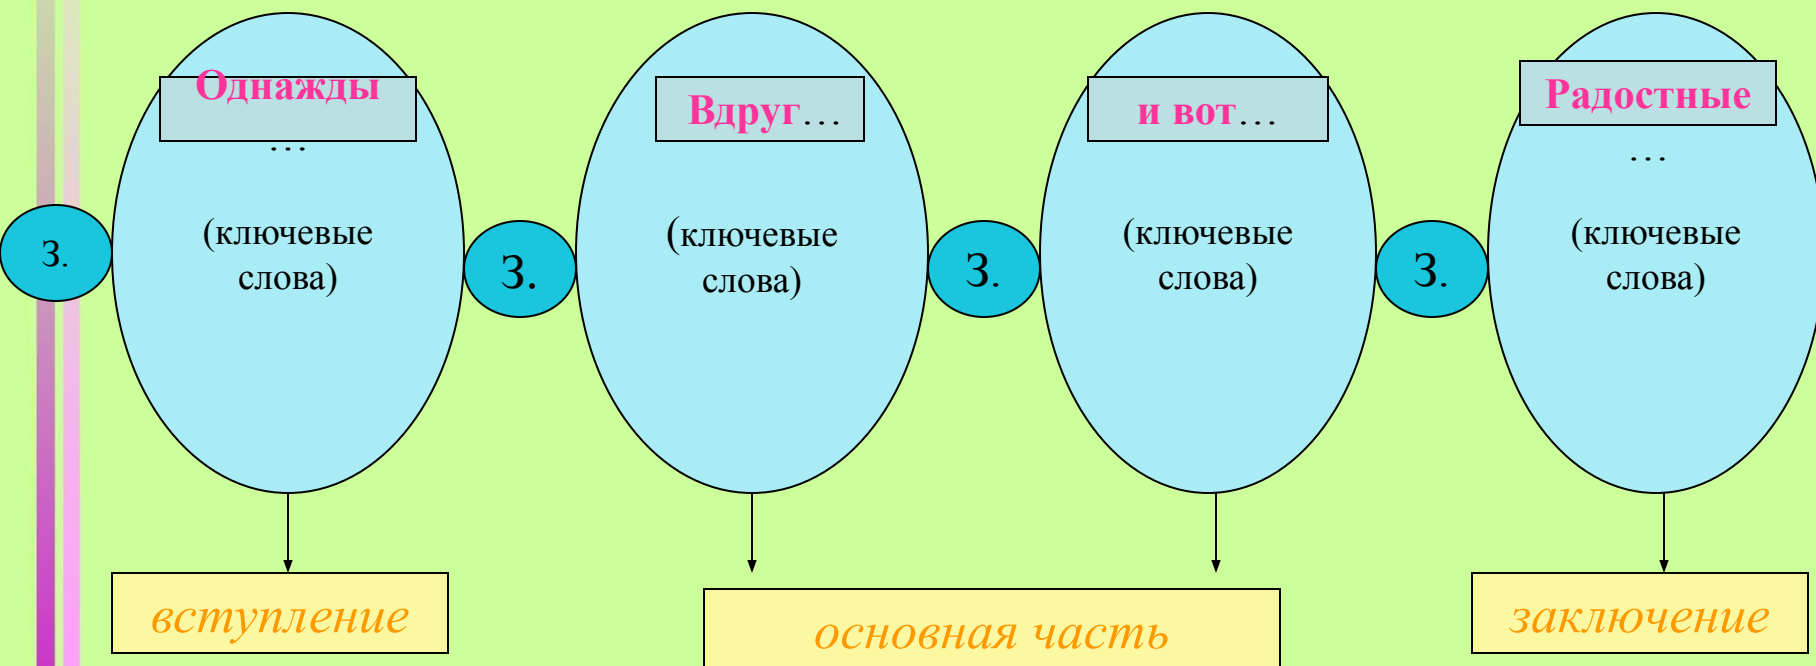 Однажды
…
(ключевые
слова)
Вдруг…
(ключевые
слова)
и вот…
(ключевые
слова)
Радостные
…
(ключевые
слова)
З.
З.
З.
З.
вступление
основная часть
заключение